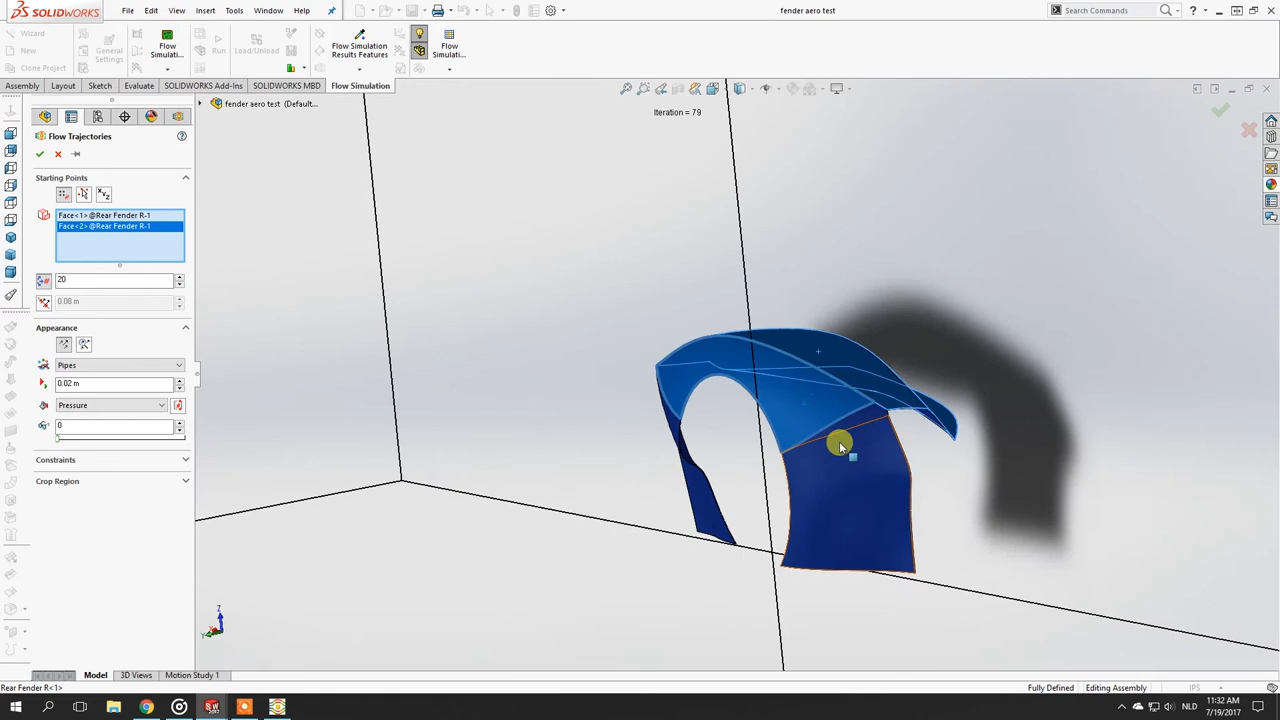 SOLIDWORKS
File
Edit
View
Insert
Tools
Window
Help
fender aero test
Search Commands
Wizard
New
Clone Project
General
Settings
Flow
Simulati...
Run
Load/Unload
Flow Simulation
Results Features
Flow
Simulati...
Assembly
Layout
Sketch
Evaluate
SOLIDWORKS Add-Ins
SOLIDWORKS MBD
Flow Simulation
fender aero test (Default...
Iteration = 79
Flow Trajectories
Starting Points
Face<1>@Rear Fender R-1
Face<2>@Rear Fender R-1
20
0.08 m
Appearance
Pipes
0.02 m
Pressure
0
Constraints
Crop Region
Z
Y
Model
3D Views
Motion Study 1
Rear Fender R<1>
Fully Defined
Editing Assembly
IPS
NLD
11:32 AM
7/19/2017